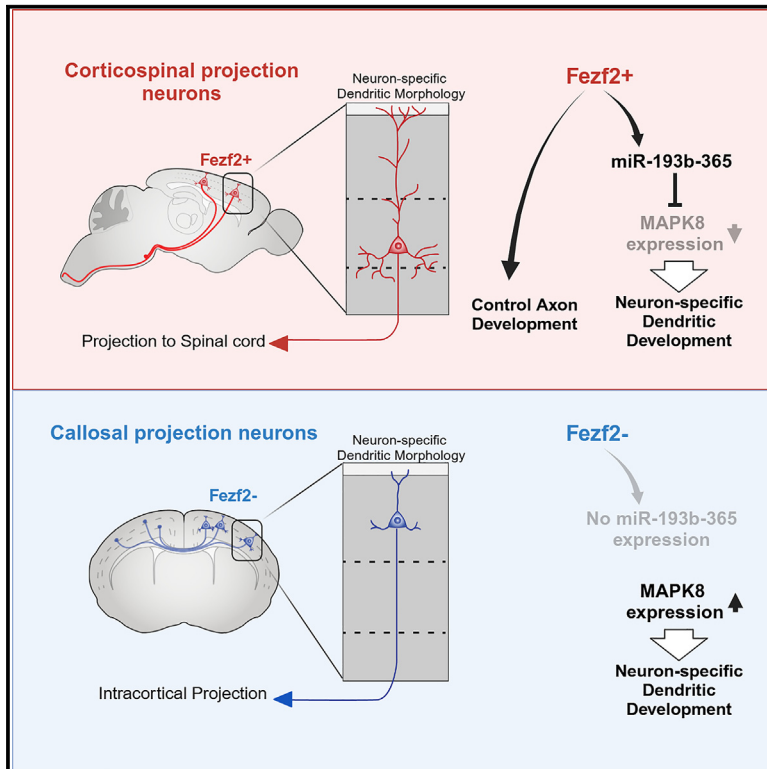 Corticospinal projection
neurons
Neuron-specific
Dendritic Morphology
Fezf2+
Projection to Spinal cord
Fezf2+
miR-193b-365
MAPK8
expression
Control Axon
Development
Neuron-specific
Dendritic
Development
Callosal projection neurons
Neuron-specific
Dendritic Morphology
Fezf2-
Intracortical Projection
Fezf2-
No miR-193b-365
expression
MAPK8
expression
Neuron-specific
Dendritic
Development